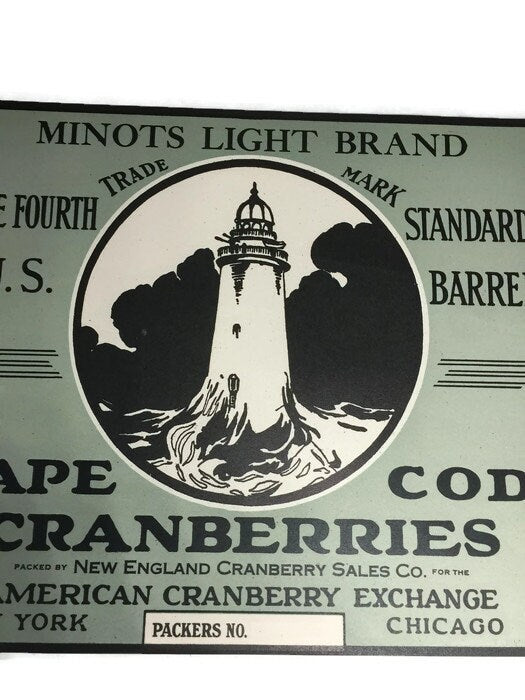 MINOTS LIGHT BRAND
TRADE MARK
E FOURTH STANDARD
U.S. BARRE
APE COD
CRANBERRIES
PACKED BY NEW ENGLAND CRANBERRY SALES CO. FOR THE
AMERICAN CRANBERRY EXCHANGE
YORK CHICAGO
PACKERS NO.